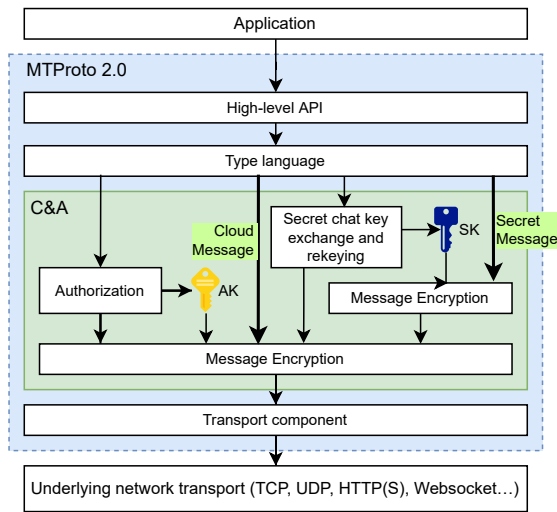 Application
MTProto 2.0
High-level API
Type language
C&A
Cloud
Message
Secret chat key
exchange and
rekeying
SK
Secret
Message
Authorization
AK
Message Encryption
Message Encryption
Transport component
Underlying network transport (TCP, UDP, HTTP(S), Websocket…)